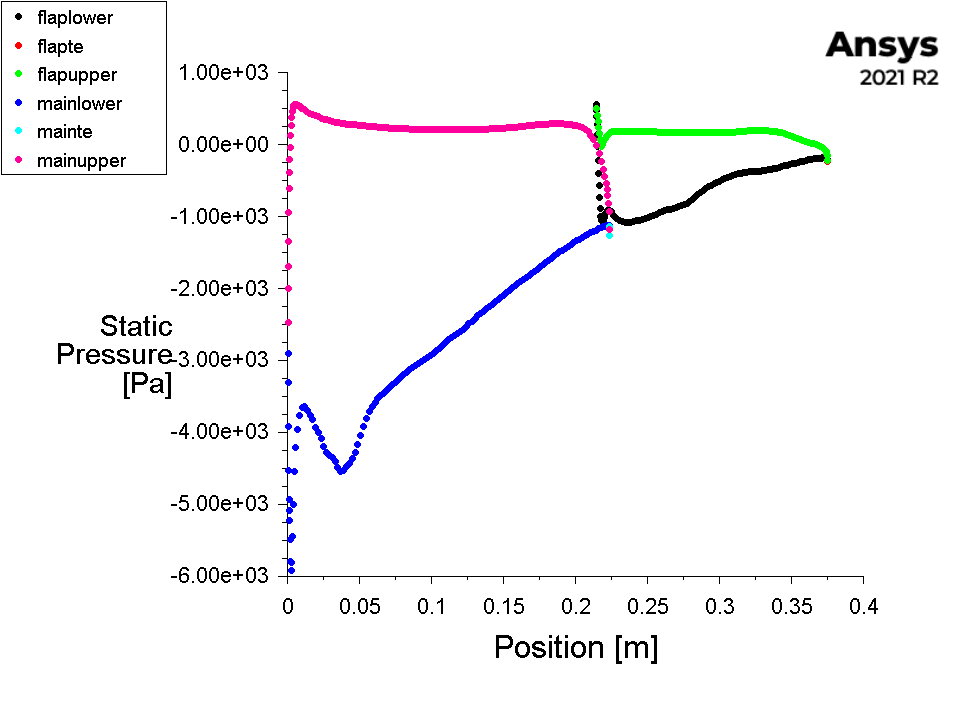 flaplower
flapte
flapupper
mainlower
mainte
mainupper
Ansys
2021 R2
1.00e+03
0.00e+00
-1.00e+03
-2.00e+03
-3.00e+03
-4.00e+03
-5.00e+03
-6.00e+03
Static
Pressure
[Pa]
0 0.05 0.1 0.15 0.2 0.25 0.3 0.35 0.4
Position [m]